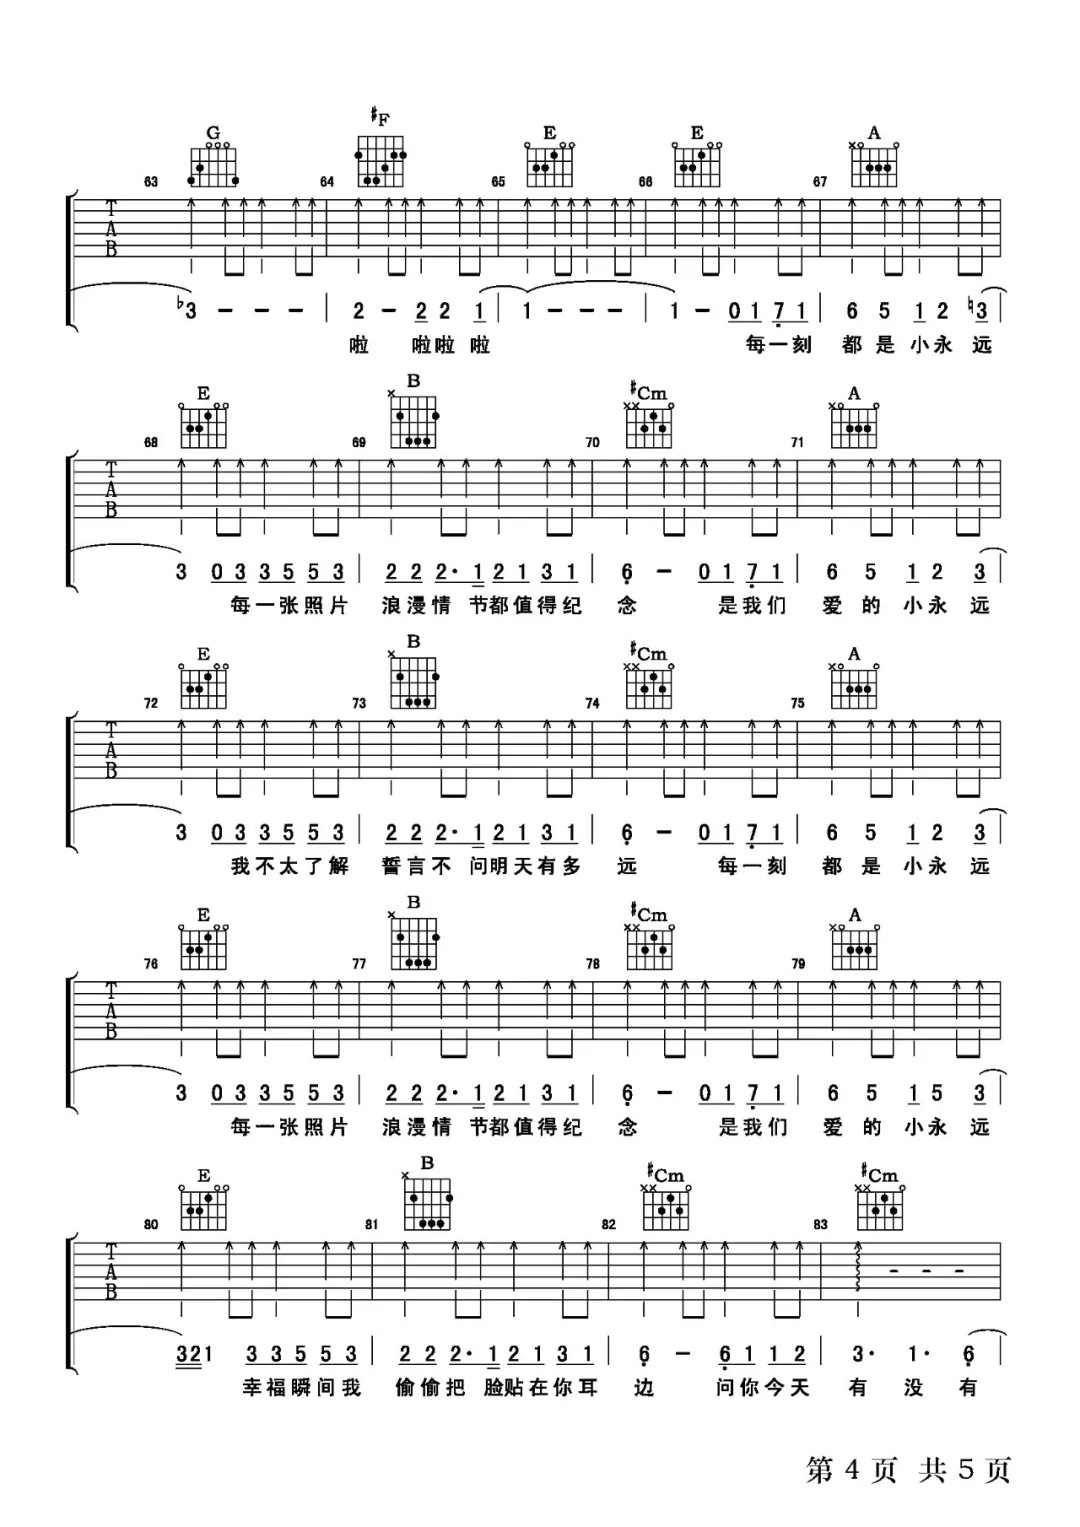 G ♯F E E A
63 64 65 66 67
T
A
B
♭3 - - - | 2 - 2 2 1 | 1 - - - | 1 - 0 1 7 1 | 6 5 1 2 ♮3
啦 啦啦 啦 每一刻 都 是 小永 远
E B ♯Cm A
68 69 70 71
T
A
B
3 0 3 3 5 5 3 | 2 2 2· 1 2 1 3 1 | 6 - 0 1 7 1 | 6 5 1 2 3
每一张照片 浪漫情 节都值得纪 念 是我们 爱 的 小永 远
E B ♯Cm A
72 73 74 75
T
A
B
3 0 3 3 5 5 3 | 2 2 2· 1 2 1 3 1 | 6 - 0 1 7 1 | 6 5 1 2 3
我不太了解 誓言不 问明天有多 远 每一刻 都 是 小永 远
E B ♯Cm A
76 77 78 79
T
A
B
3 0 3 3 5 5 3 | 2 2 2· 1 2 1 3 1 | 6 - 0 1 7 1 | 6 5 1 5 3
每一张照片 浪漫情 节都值得纪 念 是我们 爱 的 小永 远
E B ♯Cm ♯Cm
80 81 82 83
T
A
B
3 2 1 3 3 5 5 3 | 2 2 2· 1 2 1 3 1 | 6 - 6 1 1 2 | 3· 1· 6
幸福瞬间我 偷偷把 脸贴在你耳 边 问你今天 有 没 有
第 4 页 共 5 页